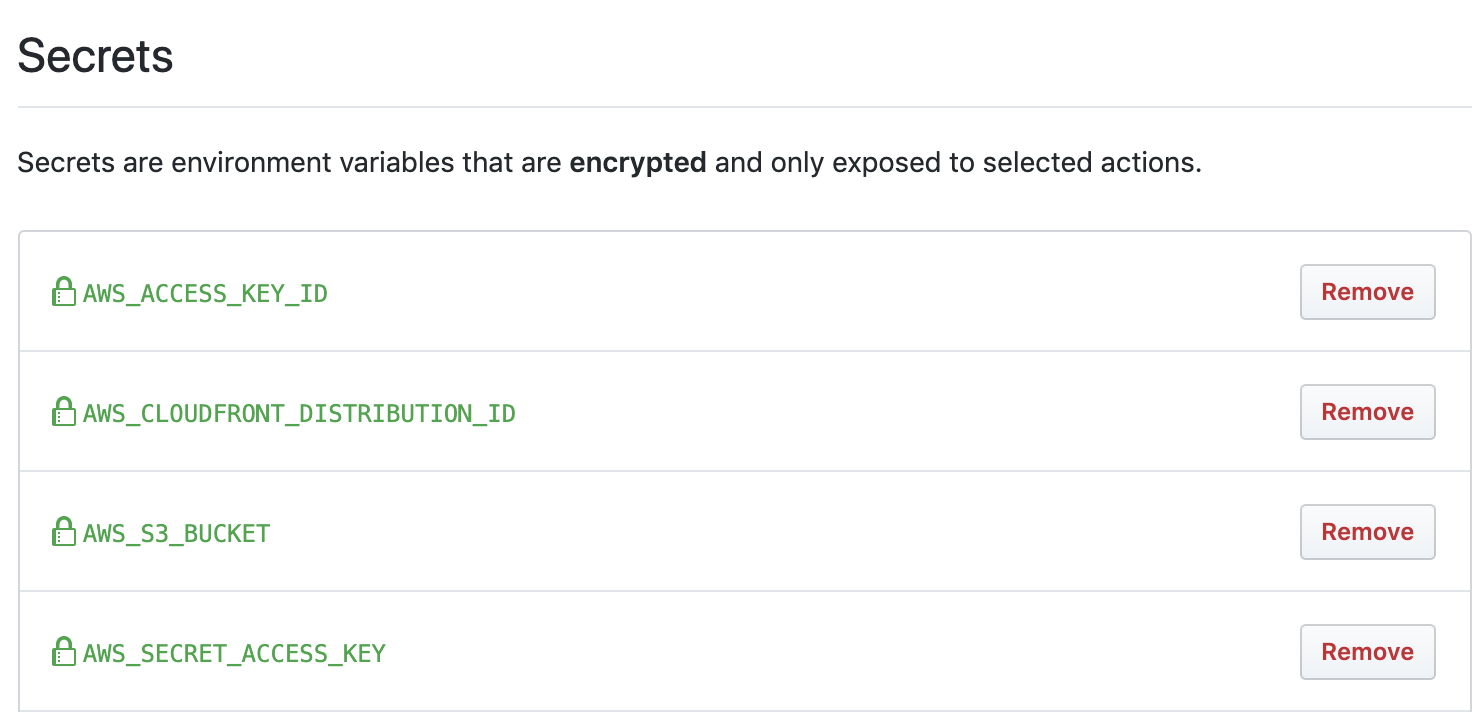 Secrets
Secrets are environment variables that are encrypted and only exposed to selected actions.
AWS_ACCESS_KEY_ID Remove
AWS_CLOUDFRONT_DISTRIBUTION_ID Remove
AWS_S3_BUCKET Remove
AWS_SECRET_ACCESS_KEY Remove